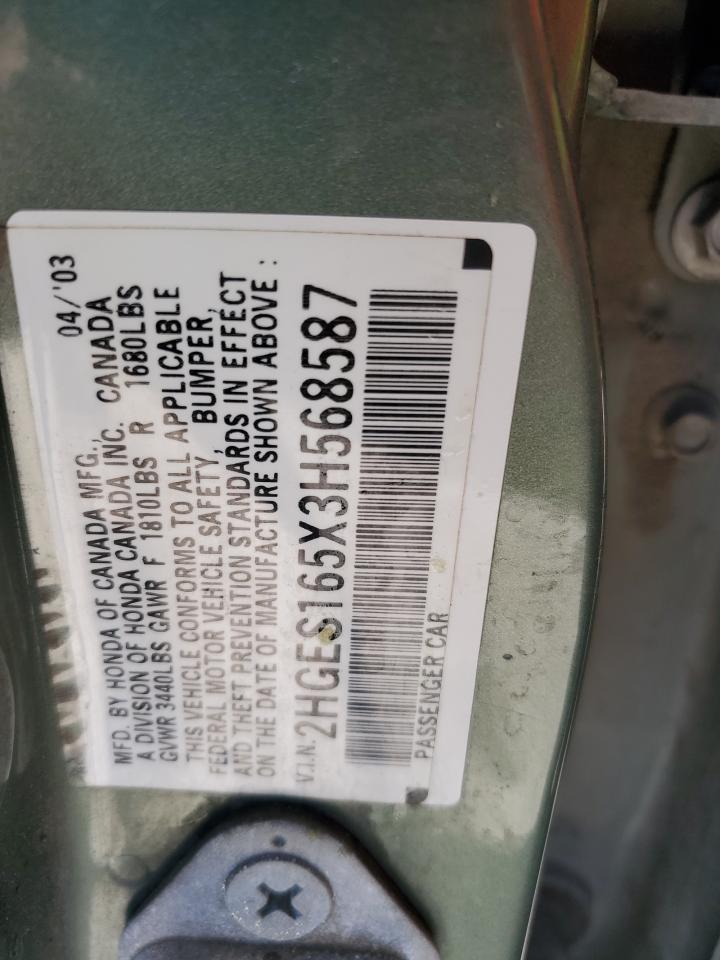 MFD. BY HONDA OF CANADA MFG., 04/'03
A DIVISION OF HONDA CANADA INC. CANADA
GVWR 3440LBS GAWR F 1810LBS R 1680LBS
THIS VEHICLE CONFORMS TO ALL APPLICABLE
FEDERAL MOTOR VEHICLE SAFETY, BUMPER,
AND THEFT PREVENTION STANDARDS IN EFFECT
ON THE DATE OF MANUFACTURE SHOWN ABOVE :
V.I.N. 2HGES165X3H568587
PASSENGER CAR